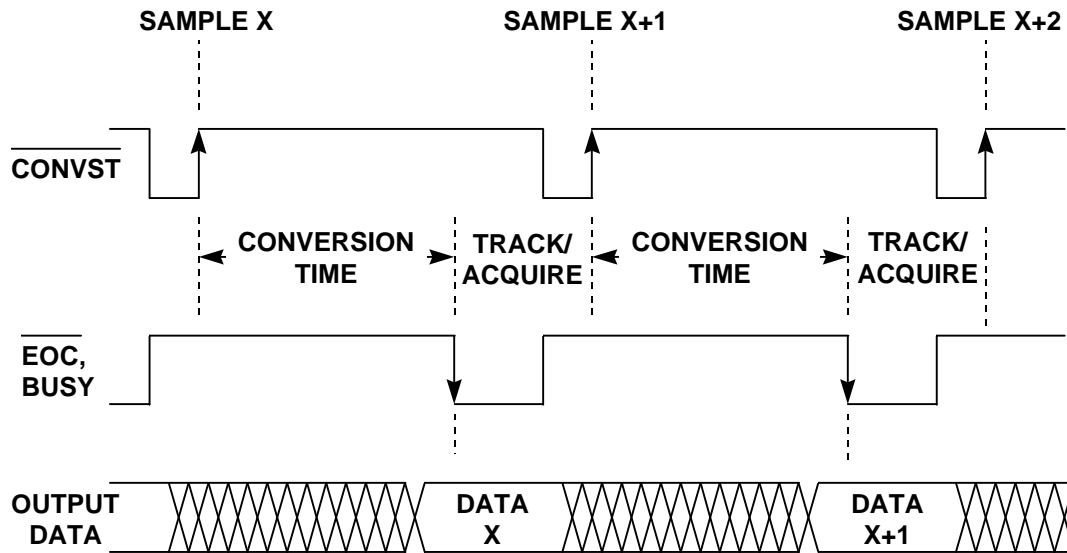 SAMPLE X
SAMPLE X+1
SAMPLE X+2
CONVST
CONVERSION
TIME
TRACK/
ACQUIRE
CONVERSION
TIME
TRACK/
ACQUIRE
EOC,
BUSY
OUTPUT
DATA
DATA
X
DATA
X+1